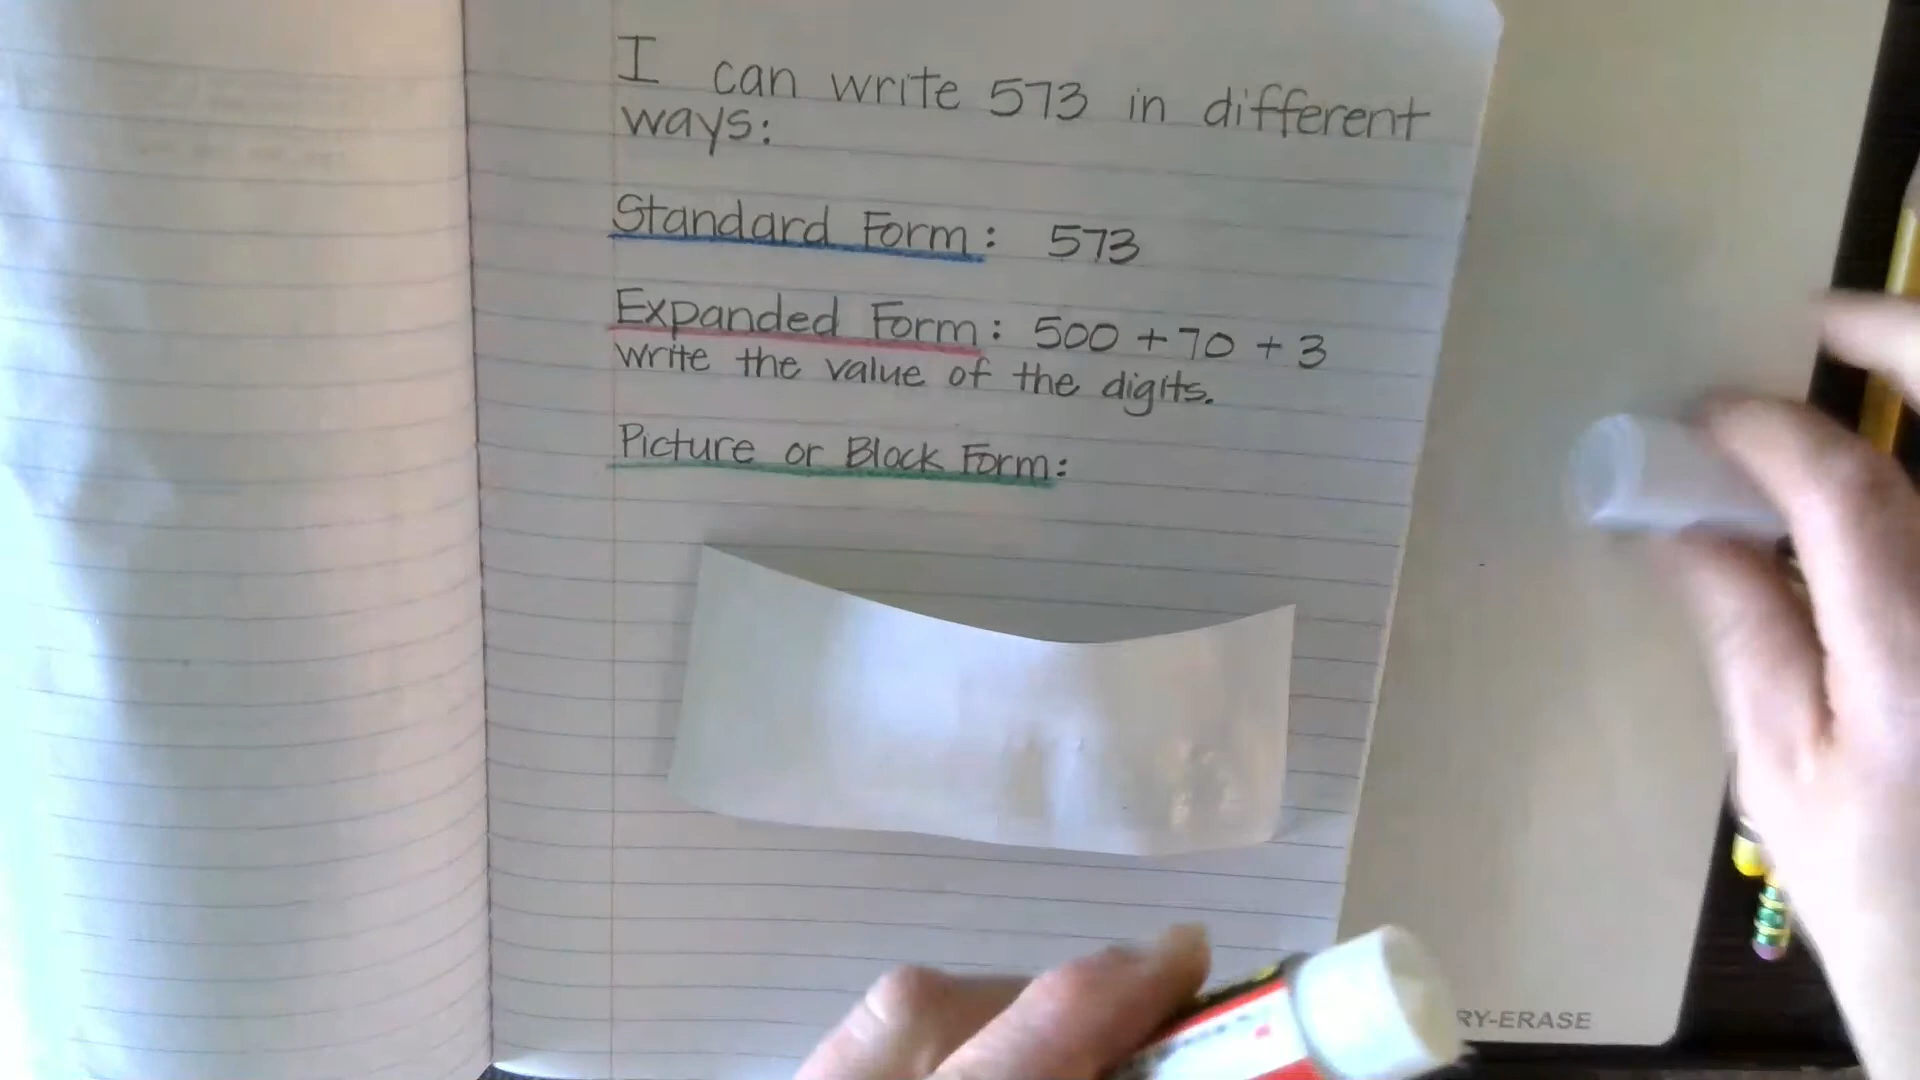 I can write 573 in different
ways:
Standard Form: 573
Expanded Form: 500 + 70 + 3
write the value of the digits.
Picture or Block Form:
RY-ERASE